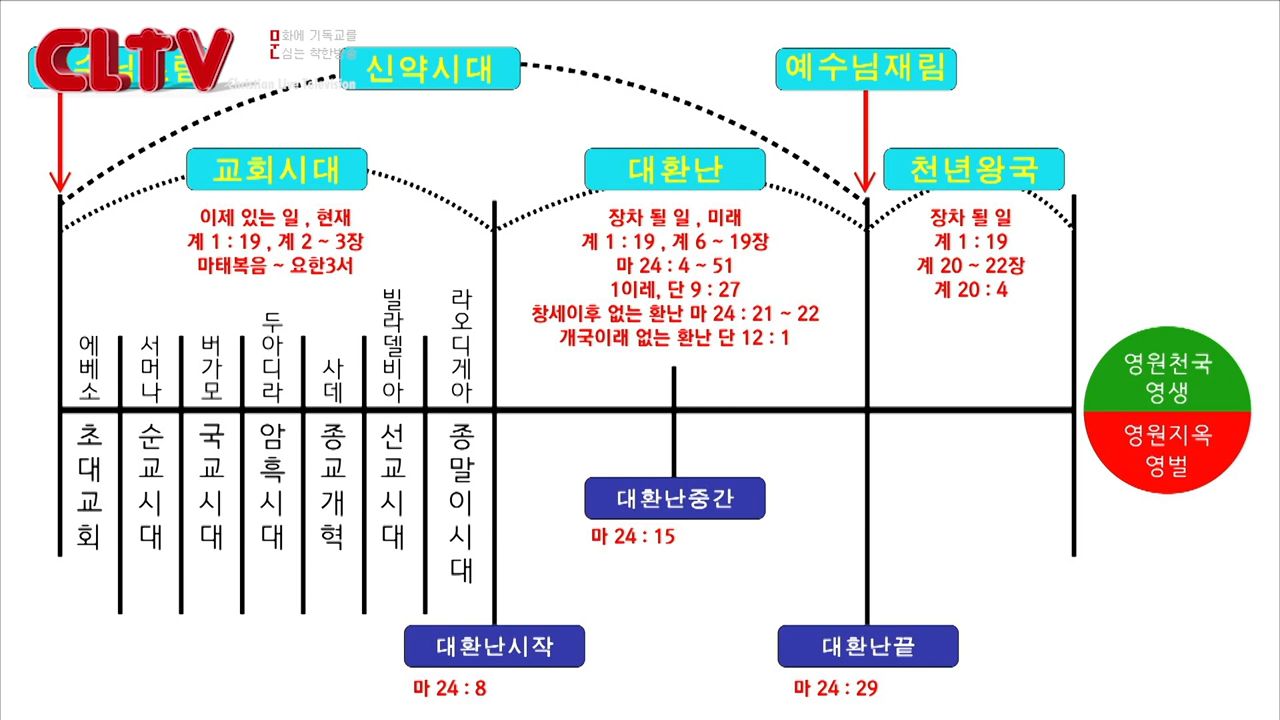 CLTV
문화에 기독교를
심는 착한방송
Christian Live Television
신약시대
예수님재림
교회시대
대환난
천년왕국
이제 있는 일 , 현재
계 1 : 19 , 계 2 ~ 3장
마태복음 ~ 요한3서
장차 될 일 , 미래
계 1 : 19 , 계 6 ~ 19장
마 24 : 4 ~ 51
1이레, 단 9 : 27
창세이후 없는 환난 마 24 : 21 ~ 22
개국이래 없는 환난 단 12 : 1
장차 될 일
계 1 : 19
계 20 ~ 22장
계 20 : 4
에베소
서머나
버가모
두아디라
사데
빌라델비아
라오디게아
초대교회
순교시대
국교시대
암흑시대
종교개혁
선교시대
종말이시대
영원천국
영생
영원지옥
영벌
대환난중간
마 24 : 15
대환난시작
마 24 : 8
대환난끝
마 24 : 29